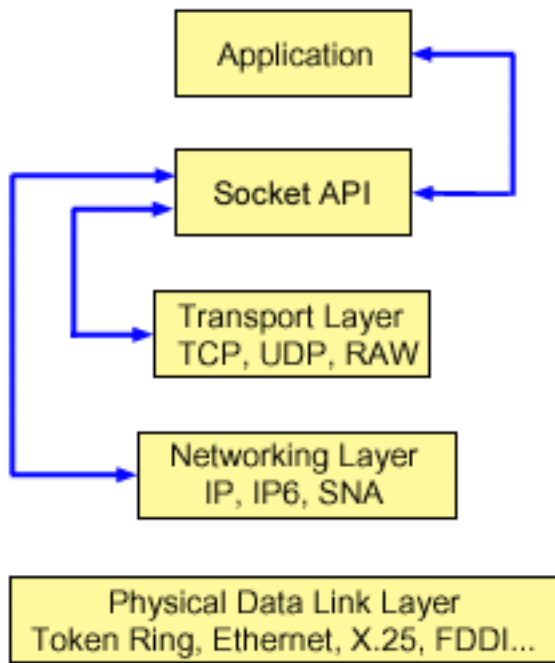 Application
Socket API
Transport Layer
TCP, UDP, RAW
Networking Layer
IP, IP6, SNA
Physical Data Link Layer
Token Ring, Ethernet, X.25, FDDI...